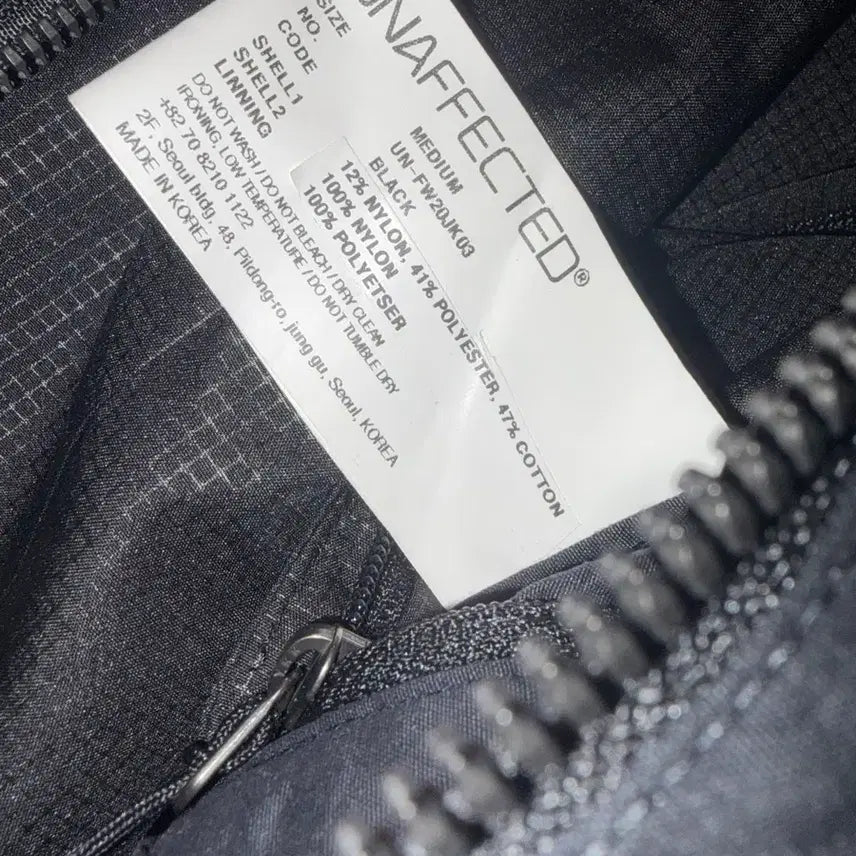 UNAFFECTED®
SIZE MEDIUM
NO. UN-FW20JK03
CODE BLACK
SHELL1 12% NYLON, 41% POLYESTER, 47% COTTON
SHELL2 100% NYLON
LINNING 100% POLYETSER
DO NOT WASH / DO NOT BLEACH / DRY CLEAN
IRONING, LOW TEMPERATURE / DO NOT TUMBLE DRY
+82 70 8210 1122
2F, Seoul bldg, 48, Pildong-ro, jung gu, Seoul, KOREA
MADE IN KOREA